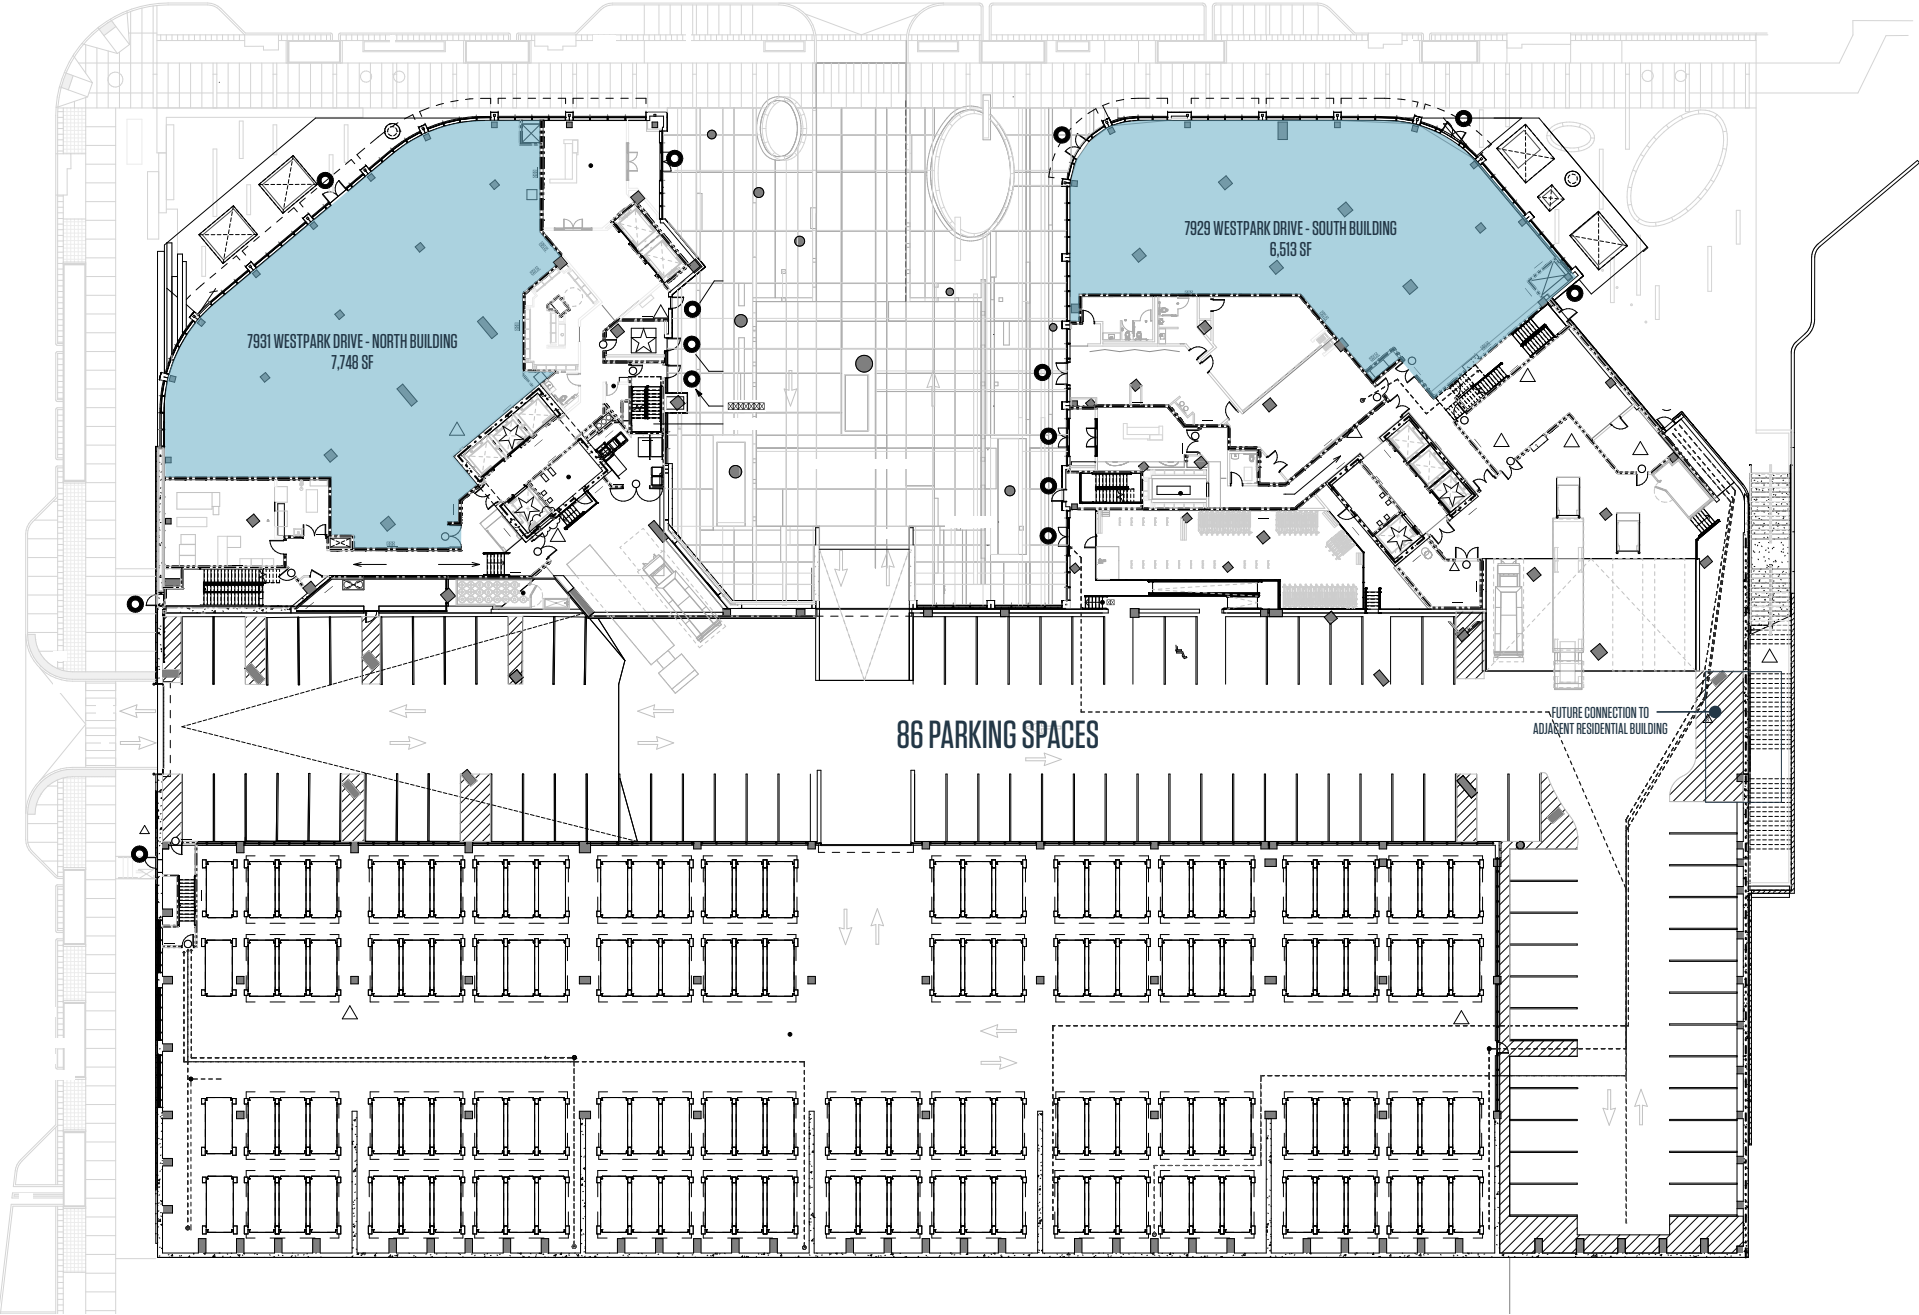 7929 WESTPARK DRIVE - SOUTH BUILDING
6,513 SF
7931 WESTPARK DRIVE - NORTH BUILDING
7,748 SF
FUTURE CONNECTION TO
ADJACENT RESIDENTIAL BUILDING
86 PARKING SPACES